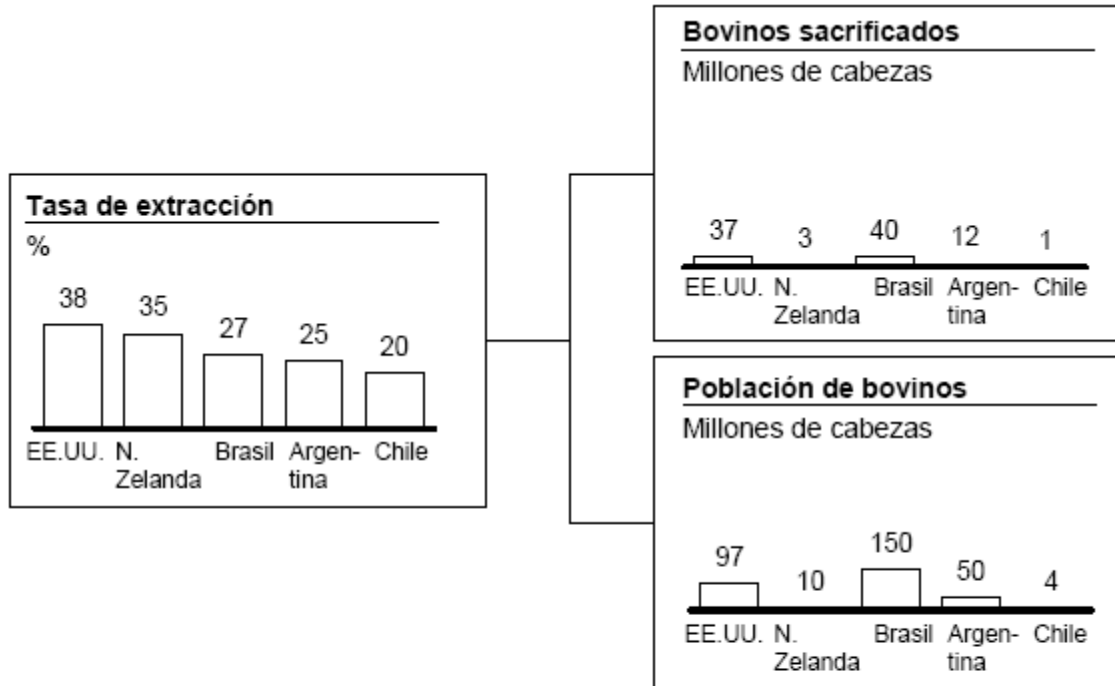 Tasa de extracción
%
38 35 27 25 20
EE.UU. N. Brasil Argen- Chile
Zelanda tina
Bovinos sacrificados
Millones de cabezas
37 3 40 12 1
EE.UU. N. Brasil Argen- Chile
Zelanda tina
Población de bovinos
Millones de cabezas
97 10 150 50 4
EE.UU. N. Brasil Argen- Chile
Zelanda tina